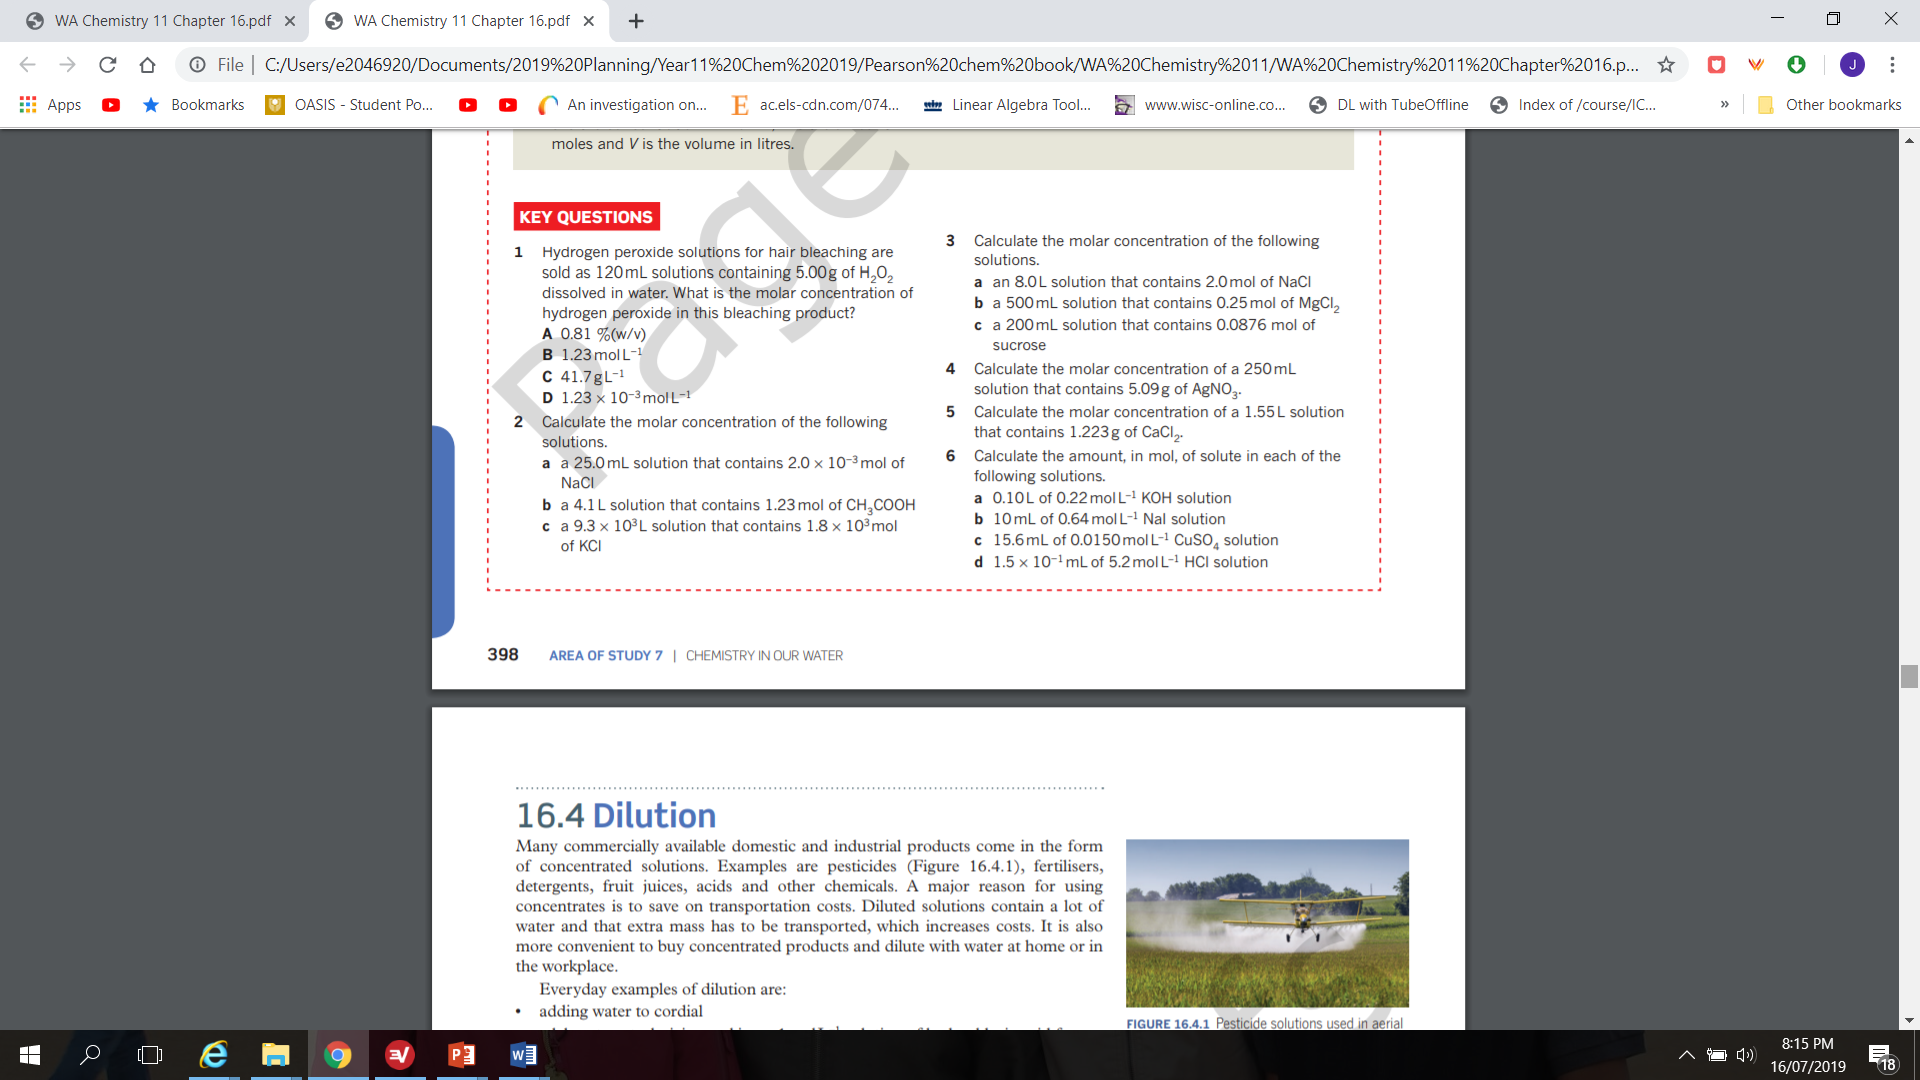 WA Chemistry 11 Chapter 16.pdf
WA Chemistry 11 Chapter 16.pdf
File
C:/Users/e2046920/Documents/2019%20Planning/Year11%20Chem%202019/Pearson%20chem%20book/WA%20Chemistry%2011/WA%20Chemistry%2011%20Chapter%2016.p...
J
Apps
Bookmarks
OASIS - Student Po...
An investigation on...
E
ac.els-cdn.com/074...
Linear Algebra Tool...
www.wisc-online.co...
DL with TubeOffline
Index of /course/IC...
»
Other bookmarks
moles and V is the volume in litres.
Page
KEY QUESTIONS
1 Hydrogen peroxide solutions for hair bleaching are
sold as 120 mL solutions containing 5.00 g of H₂O₂
dissolved in water. What is the molar concentration of
hydrogen peroxide in this bleaching product?
A 0.81 %(w/v)
B 1.23 mol L⁻¹
C 41.7 g L⁻¹
D 1.23 × 10⁻³ mol L⁻¹
2 Calculate the molar concentration of the following
solutions.
a a 25.0 mL solution that contains 2.0 × 10⁻³ mol of
NaCl
b a 4.1 L solution that contains 1.23 mol of CH₃COOH
c a 9.3 × 10³ L solution that contains 1.8 × 10³ mol
of KCl
3 Calculate the molar concentration of the following
solutions.
a an 8.0 L solution that contains 2.0 mol of NaCl
b a 500 mL solution that contains 0.25 mol of MgCl₂
c a 200 mL solution that contains 0.0876 mol of
sucrose
4 Calculate the molar concentration of a 250 mL
solution that contains 5.09 g of AgNO₃.
5 Calculate the molar concentration of a 1.55 L solution
that contains 1.223 g of CaCl₂.
6 Calculate the amount, in mol, of solute in each of the
following solutions.
a 0.10 L of 0.22 mol L⁻¹ KOH solution
b 10 mL of 0.64 mol L⁻¹ NaI solution
c 15.6 mL of 0.0150 mol L⁻¹ CuSO₄ solution
d 1.5 × 10⁻¹ mL of 5.2 mol L⁻¹ HCl solution
398 AREA OF STUDY 7 | CHEMISTRY IN OUR WATER
16.4 Dilution
Many commercially available domestic and industrial products come in the form
of concentrated solutions. Examples are pesticides (Figure 16.4.1), fertilisers,
detergents, fruit juices, acids and other chemicals. A major reason for using
concentrates is to save on transportation costs. Diluted solutions contain a lot of
water and that extra mass has to be transported, which increases costs. It is also
more convenient to buy concentrated products and dilute with water at home or in
the workplace.
Everyday examples of dilution are:
• adding water to cordial
FIGURE 16.4.1 Pesticide solutions used in aerial
8:15 PM
16/07/2019
18